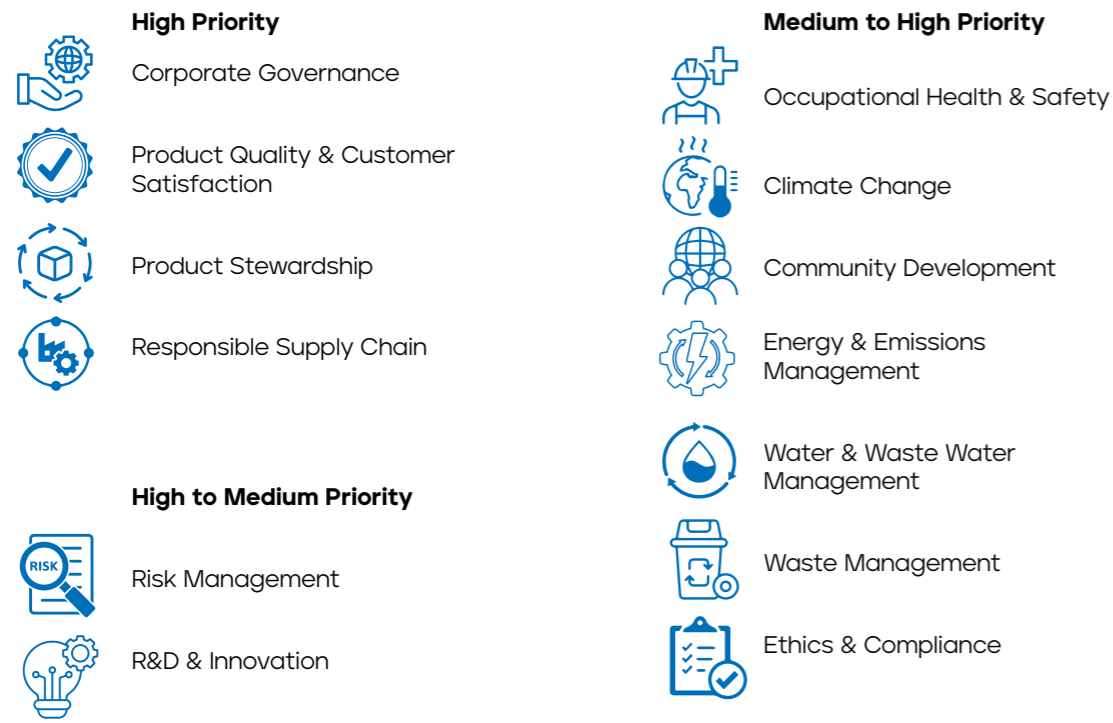 High Priority
Corporate Governance
Product Quality & Customer
Satisfaction
Product Stewardship
Responsible Supply Chain
High to Medium Priority
RISK
Risk Management
R&D & Innovation
Medium to High Priority
Occupational Health & Safety
Climate Change
Community Development
Energy & Emissions
Management
Water & Waste Water
Management
Waste Management
Ethics & Compliance